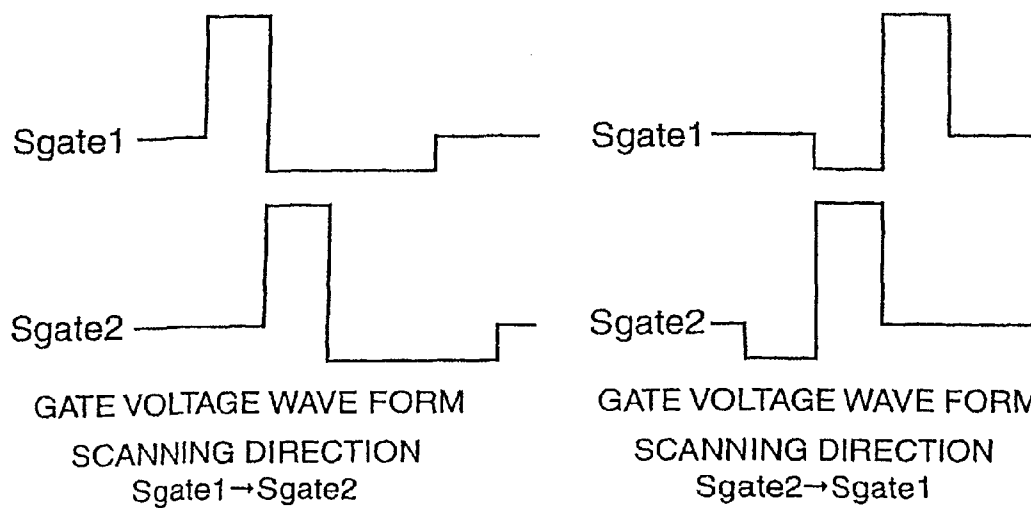 Sgate1
Sgate2
GATE VOLTAGE WAVE FORM
SCANNING DIRECTION
Sgate1→Sgate2
Sgate1
Sgate2
GATE VOLTAGE WAVE FORM
SCANNING DIRECTION
Sgate2→Sgate1